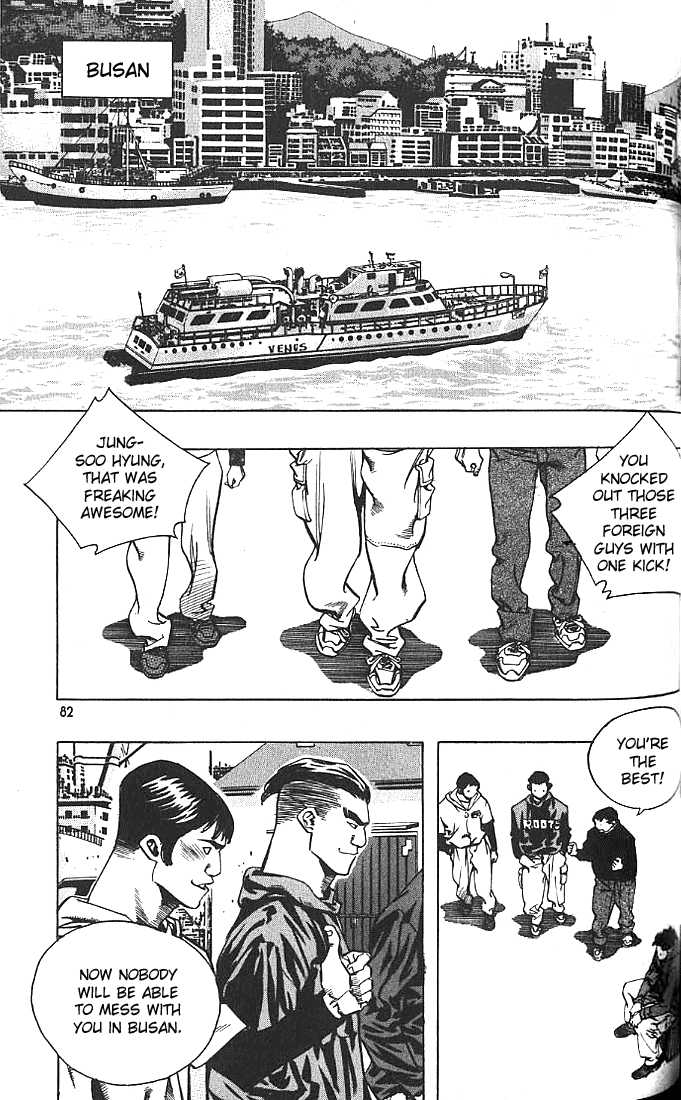 BUSAN
VENUS
JUNG-
SOO HYUNG,
THAT WAS
FREAKING
AWESOME!
YOU
KNOCKED
OUT THOSE
THREE
FOREIGN
GUYS WITH
ONE KICK!
82
YOU'RE
THE
BEST!
ROOTS
NOW NOBODY
WILL BE ABLE
TO MESS WITH
YOU IN BUSAN.